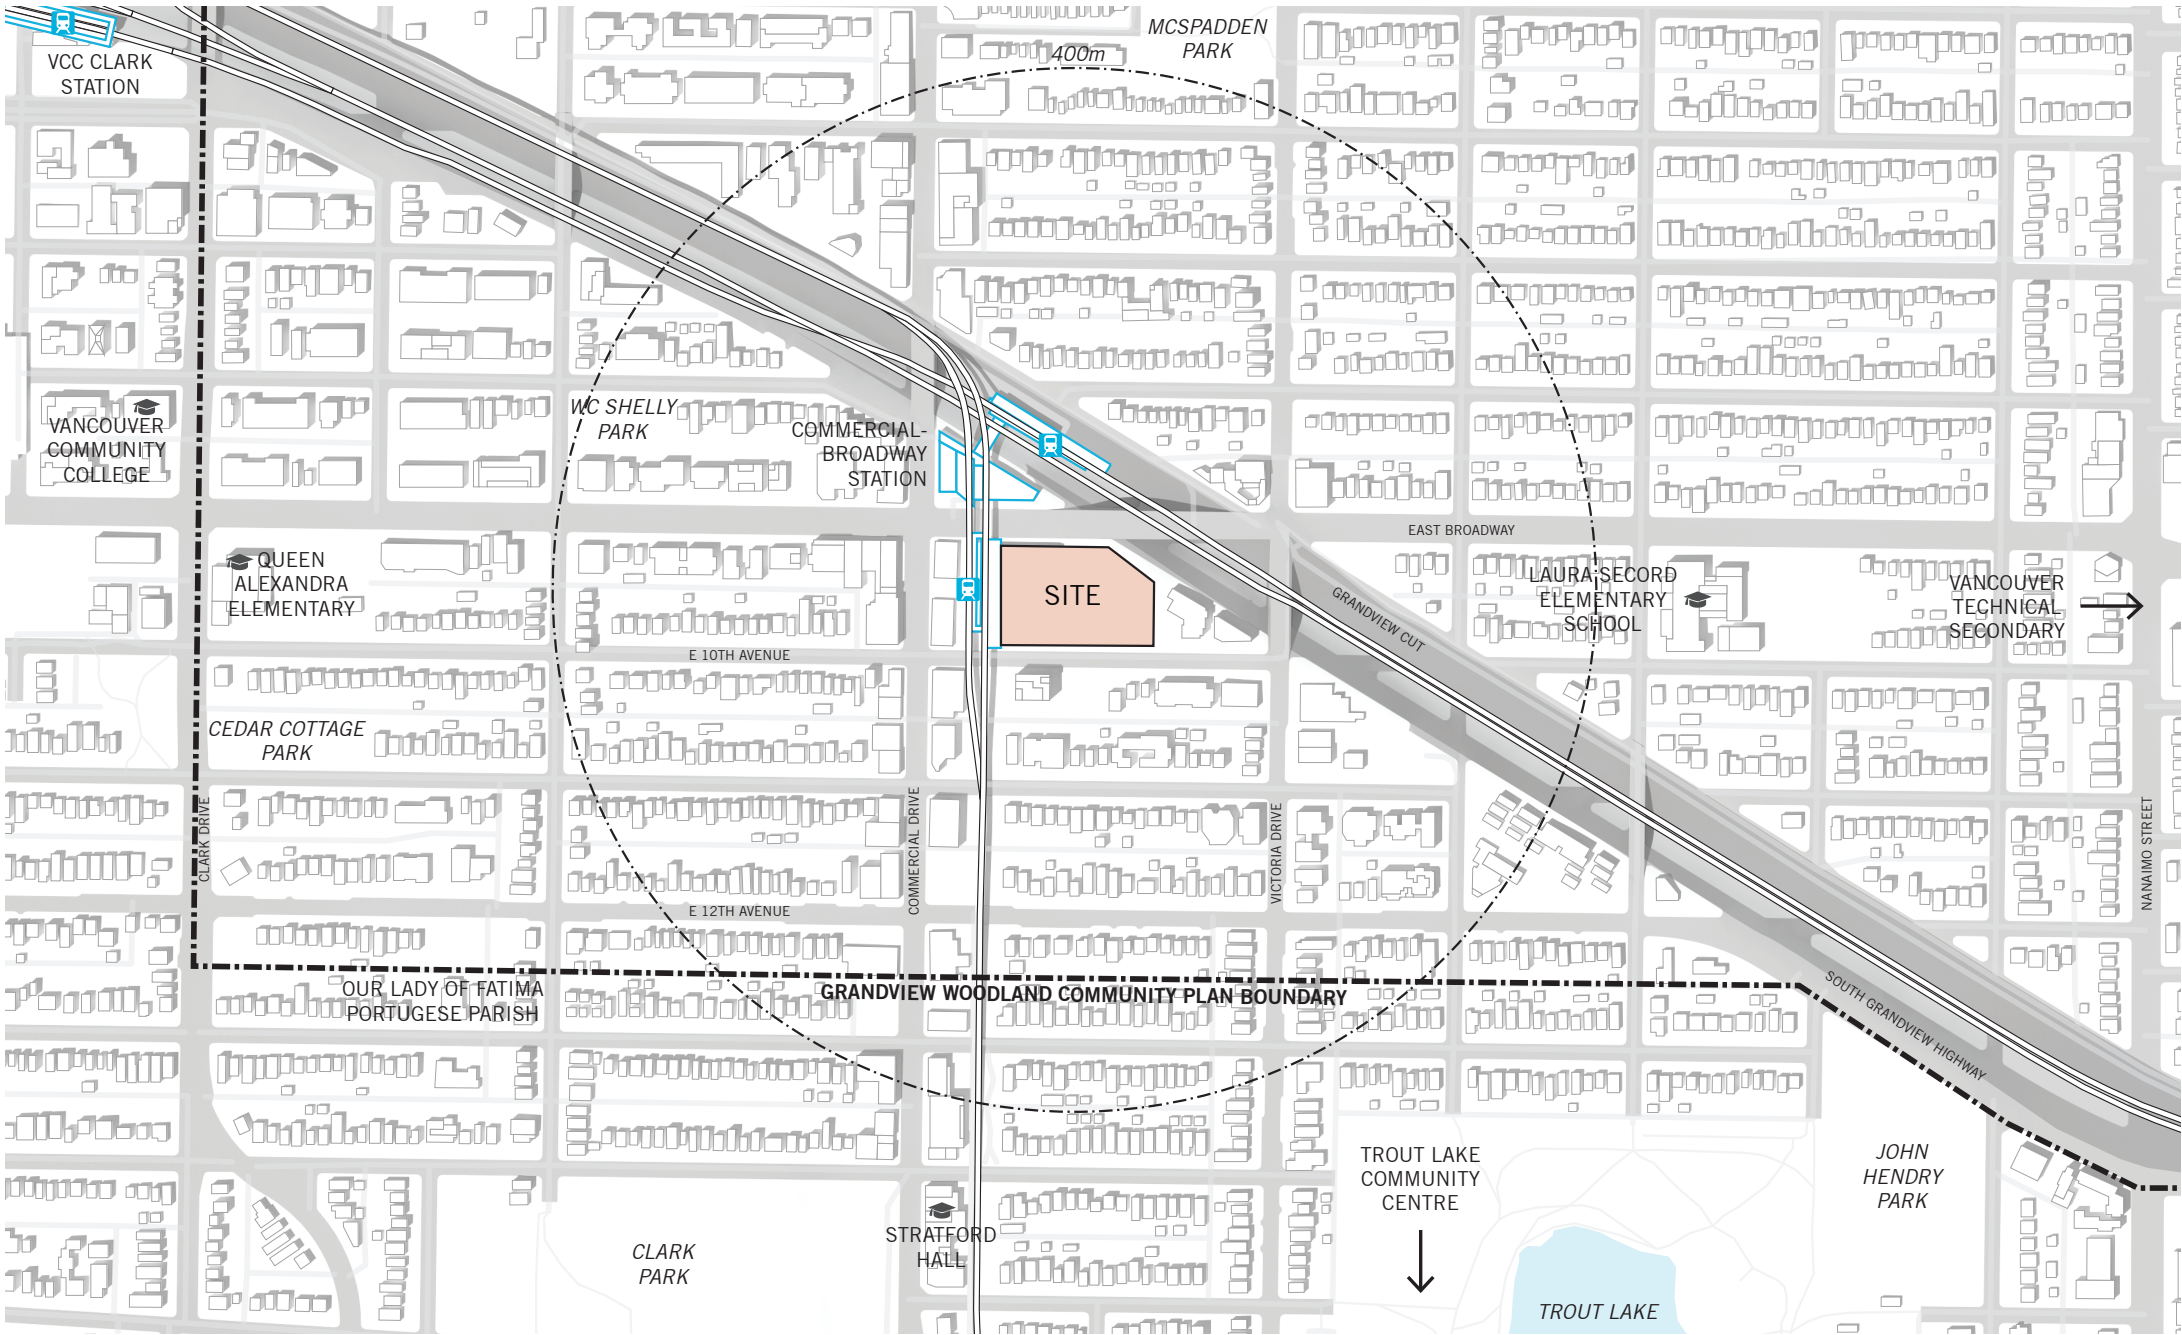 MCSPADDEN
PARK
400m
VCC CLARK
STATION
WC SHELLY
PARK
COMMERCIAL-
BROADWAY
STATION
VANCOUVER
COMMUNITY
COLLEGE
EAST BROADWAY
QUEEN
ALEXANDRA
ELEMENTARY
SITE
GRANDVIEW CUT
LAURA SECORD
ELEMENTARY
SCHOOL
VANCOUVER
TECHNICAL
SECONDARY
E 10TH AVENUE
CEDAR COTTAGE
PARK
CLARK DRIVE
COMMERCIAL DRIVE
VICTORIA DRIVE
NANAIMO STREET
E 12TH AVENUE
OUR LADY OF FATIMA
PORTUGESE PARISH
GRANDVIEW WOODLAND COMMUNITY PLAN BOUNDARY
SOUTH GRANDVIEW HIGHWAY
TROUT LAKE
COMMUNITY
CENTRE
JOHN
HENDRY
PARK
STRATFORD
HALL
CLARK
PARK
TROUT LAKE